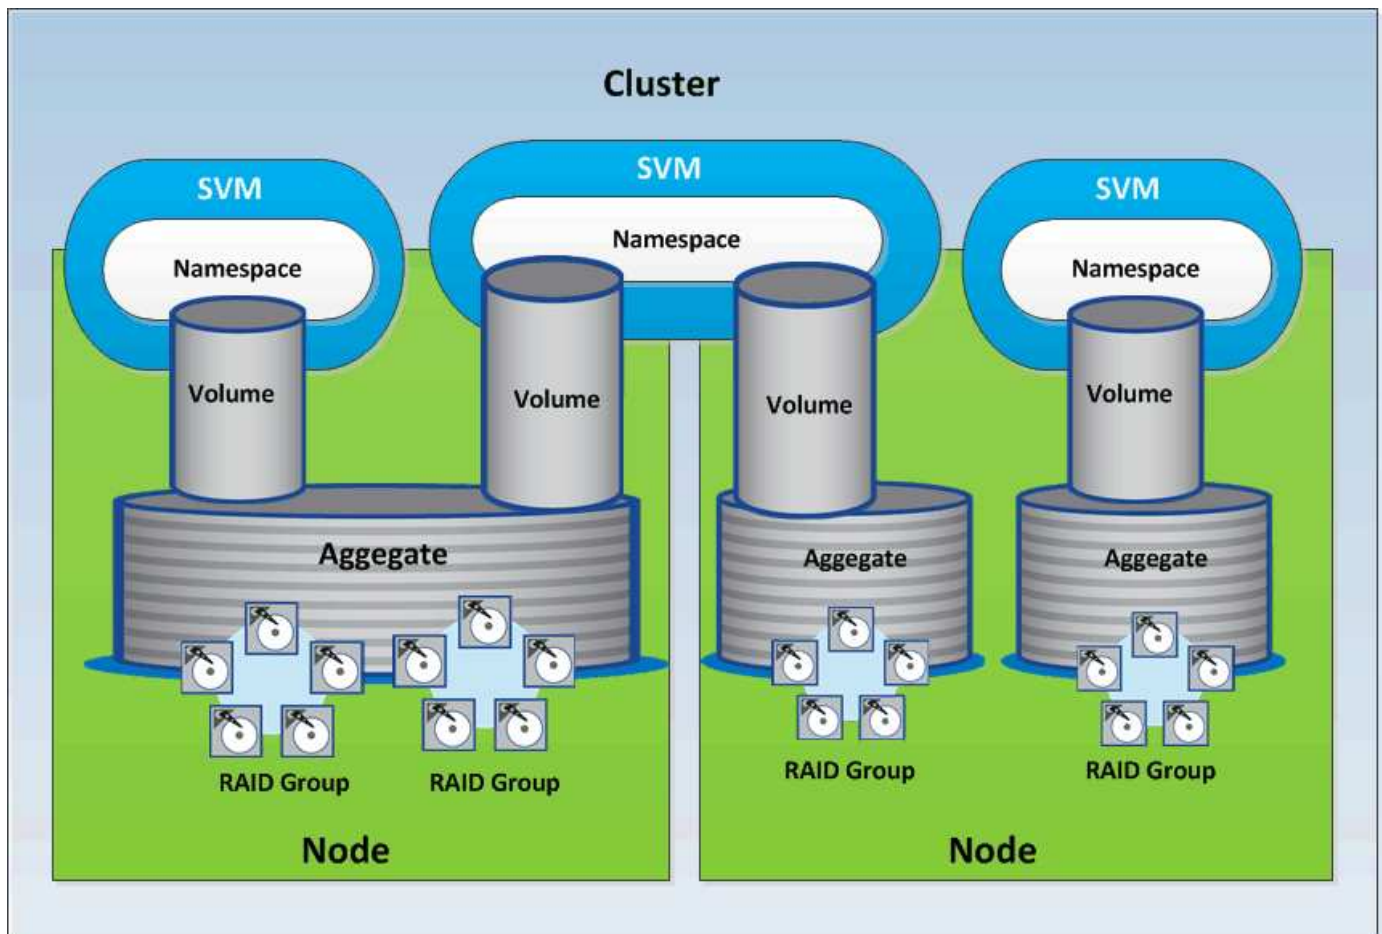 Cluster
SVM
SVM
SVM
Namespace
Namespace
Namespace
Volume
Volume
Volume
Volume
Aggegate
Aggegate
Aggegate
RAID Group
RAID Group
RAID Group
RAID Group
Node
Node